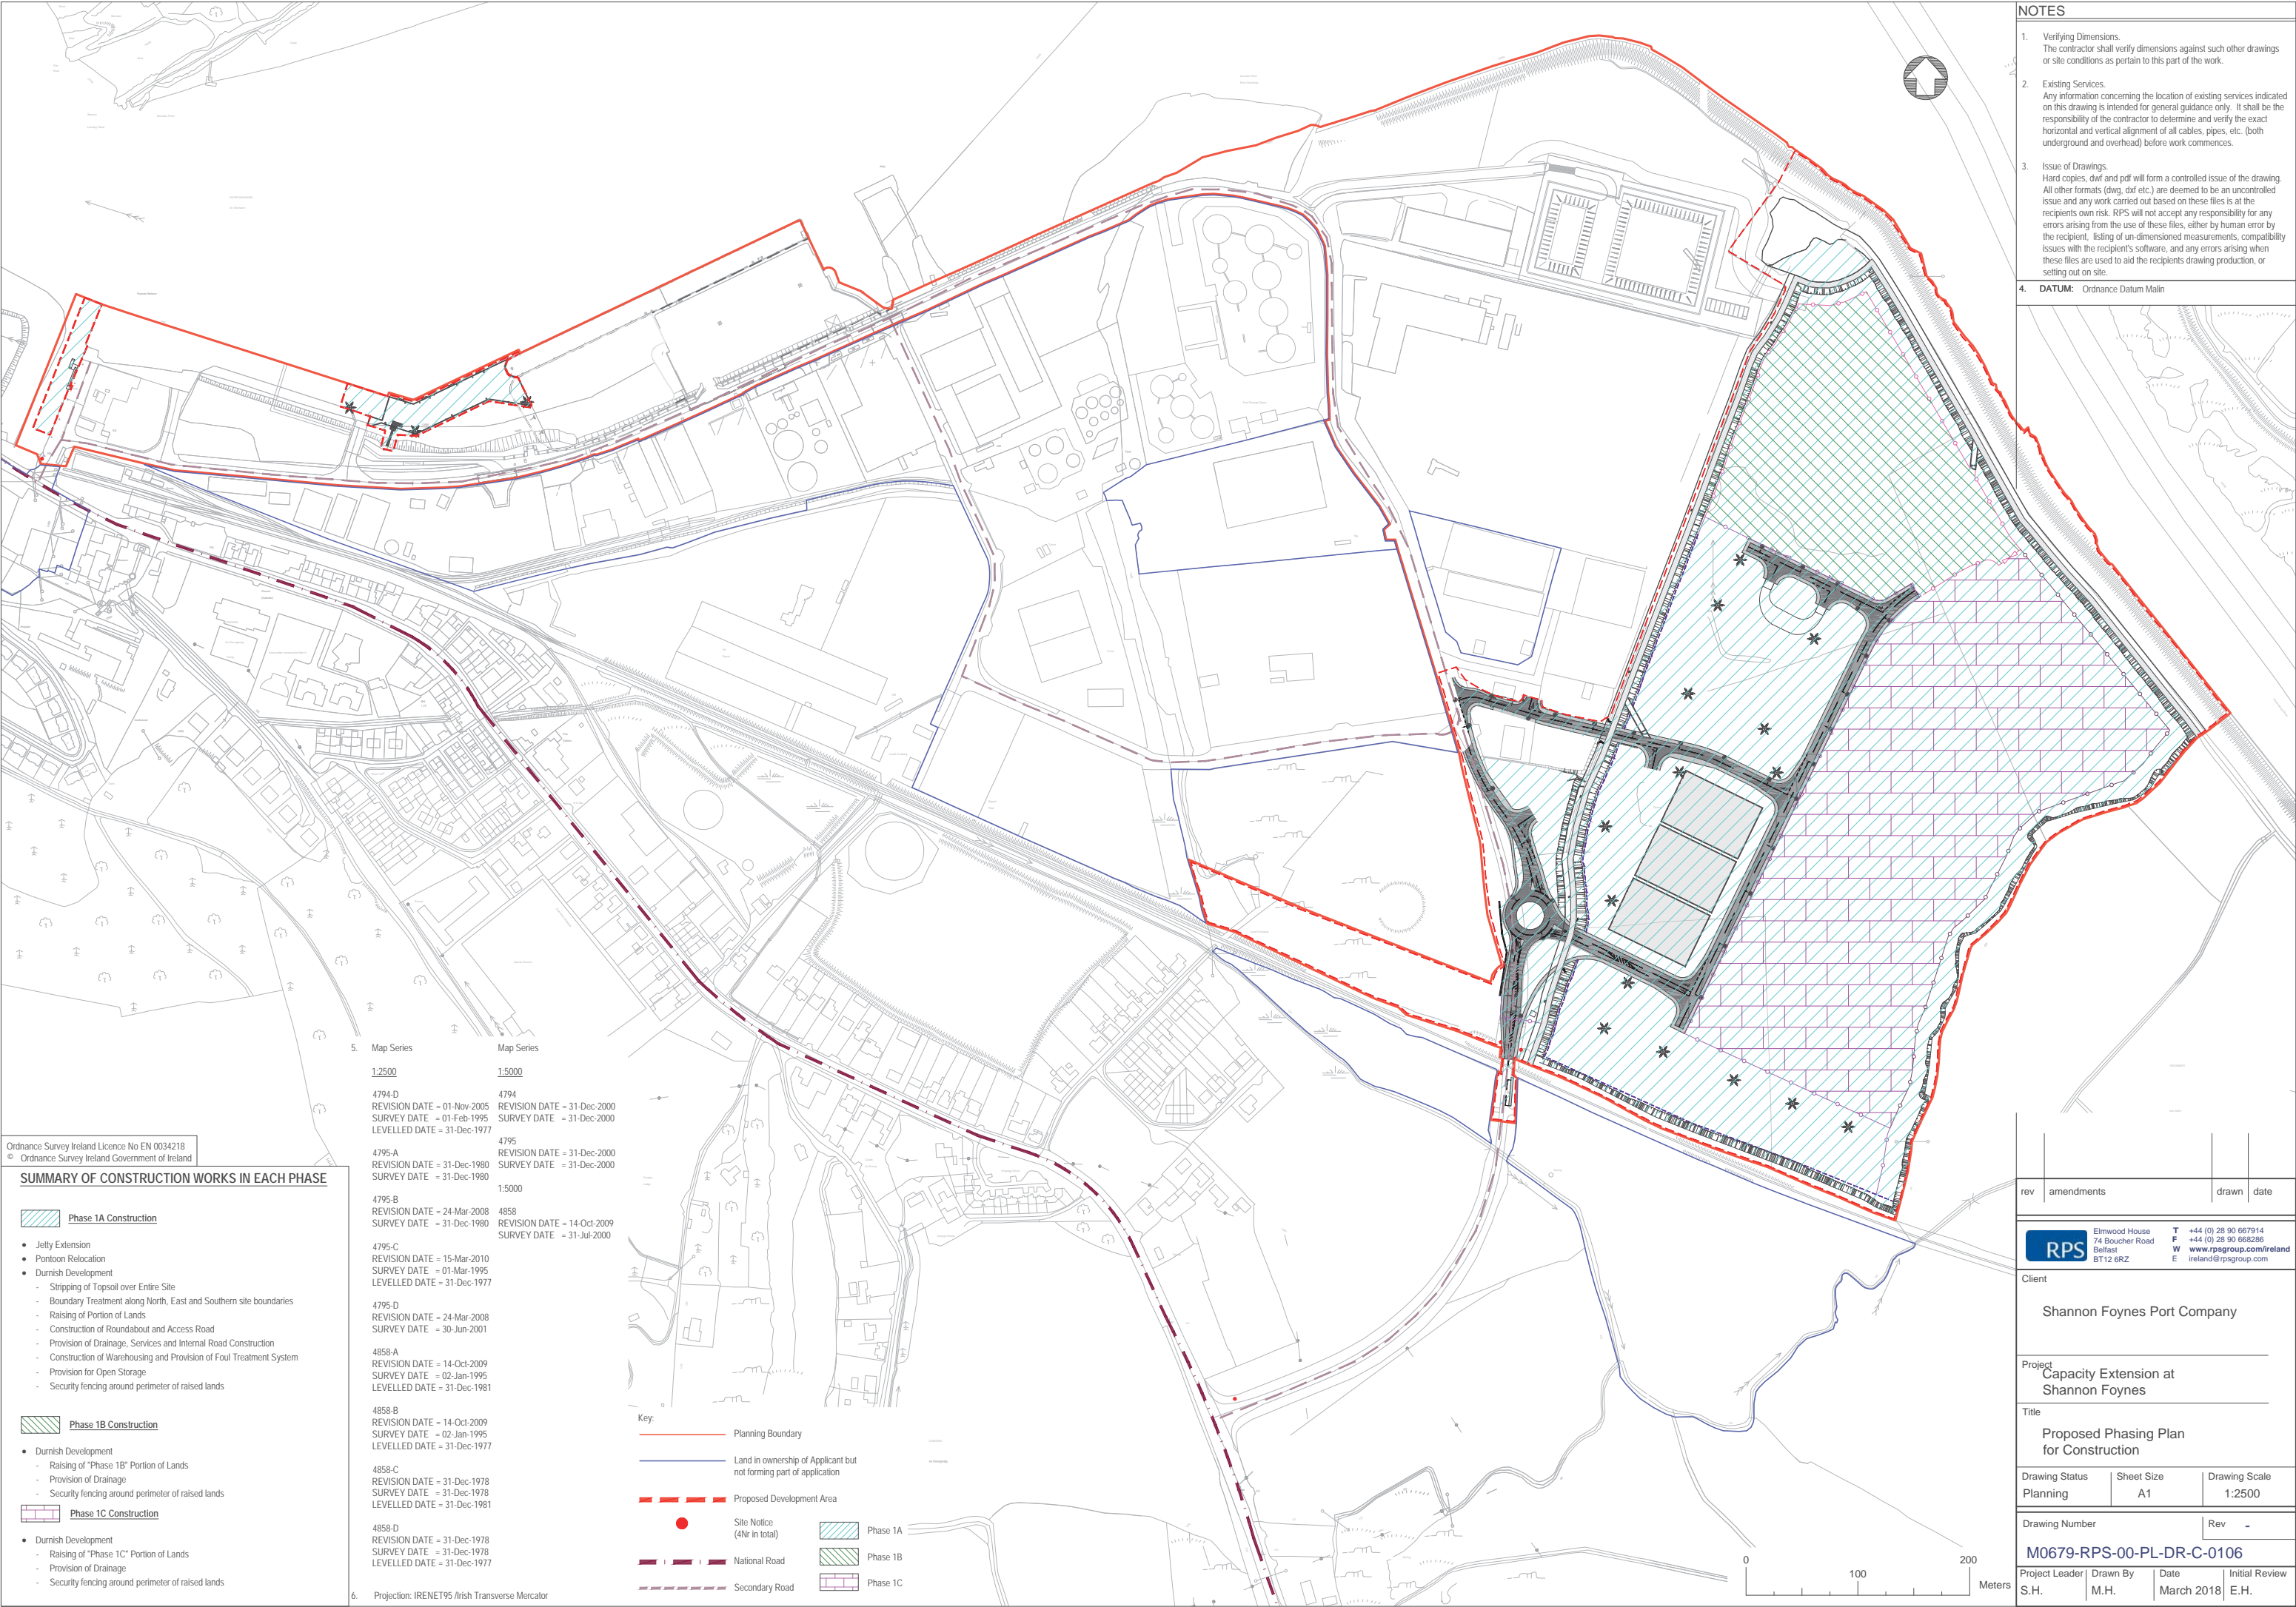 NOTES
1. Verifying Dimensions.
The contractor shall verify dimensions against such other drawings
or site conditions as pertain to this part of the work.
2. Existing Services.
Any information concerning the location of existing services indicated
on this drawing is intended for general guidance only. It shall be the
responsibility of the contractor to determine and verify the exact
horizontal and vertical alignment of all cables, pipes, etc. (both
underground and overhead) before work commences.
3. Issue of Drawings.
Hard copies, dwf and pdf will form a controlled issue of the drawing.
All other formats (dwg, dxf etc.) are deemed to be an uncontrolled
issue and any work carried out based on these files is at the
recipients own risk. RPS will not accept any responsibility for any
errors arising from the use of these files, either by human error by
the recipient, listing of un-dimensioned measurements, compatibility
issues with the recipient's software, and any errors arising when
these files are used to aid the recipients drawing production, or
setting out on site.
4. DATUM: Ordnance Datum Malin
5. Map Series Map Series
1:2500 1:5000
4794-D 4794
REVISION DATE = 01-Nov-2005 REVISION DATE = 31-Dec-2000
SURVEY DATE = 01-Feb-1995 SURVEY DATE = 31-Dec-2000
LEVELLED DATE = 31-Dec-1977
4795
4795-A REVISION DATE = 31-Dec-2000
REVISION DATE = 31-Dec-1980 SURVEY DATE = 31-Dec-2000
SURVEY DATE = 31-Dec-1980
1:5000
4795-B 4858
REVISION DATE = 24-Mar-2008 REVISION DATE = 14-Oct-2009
SURVEY DATE = 31-Dec-1980 SURVEY DATE = 31-Jul-2000
4795-C
REVISION DATE = 15-Mar-2010
SURVEY DATE = 01-Mar-1995
LEVELLED DATE = 31-Dec-1977
4795-D
REVISION DATE = 24-Mar-2008
SURVEY DATE = 30-Jun-2001
4858-A
REVISION DATE = 14-Oct-2009
SURVEY DATE = 02-Jan-1995
LEVELLED DATE = 31-Dec-1981
4858-B
REVISION DATE = 14-Oct-2009
SURVEY DATE = 02-Jan-1995
LEVELLED DATE = 31-Dec-1977
4858-C
REVISION DATE = 31-Dec-1978
SURVEY DATE = 31-Dec-1978
LEVELLED DATE = 31-Dec-1981
4858-D
REVISION DATE = 31-Dec-1978
SURVEY DATE = 31-Dec-1978
LEVELLED DATE = 31-Dec-1977
6. Projection: IRENET95 /Irish Transverse Mercator
Ordnance Survey Ireland Licence No EN 0034218
© Ordnance Survey Ireland Government of Ireland
SUMMARY OF CONSTRUCTION WORKS IN EACH PHASE
Phase 1A Construction
• Jetty Extension
• Pontoon Relocation
• Durnish Development
- Stripping of Topsoil over Entire Site
- Boundary Treatment along North, East and Southern site boundaries
- Raising of Portion of Lands
- Construction of Roundabout and Access Road
- Provision of Drainage, Services and Internal Road Construction
- Construction of Warehousing and Provision of Foul Treatment System
- Provision for Open Storage
- Security fencing around perimeter of raised lands
Phase 1B Construction
• Durnish Development
- Raising of "Phase 1B" Portion of Lands
- Provision of Drainage
- Security fencing around perimeter of raised lands
Phase 1C Construction
• Durnish Development
- Raising of "Phase 1C" Portion of Lands
- Provision of Drainage
- Security fencing around perimeter of raised lands
Key:
Planning Boundary
Land in ownership of Applicant but
not forming part of application
Proposed Development Area
Site Notice
(4Nr in total)
National Road
Secondary Road
Phase 1A
Phase 1B
Phase 1C
0 100 200
Meters
rev amendments drawn date
RPS
Elmwood House
74 Boucher Road
Belfast
BT12 6RZ
T +44 (0) 28 90 667914
F +44 (0) 28 90 668286
W www.rpsgroup.com/ireland
E ireland@rpsgroup.com
Client
Shannon Foynes Port Company
Project
Capacity Extension at
Shannon Foynes
Title
Proposed Phasing Plan
for Construction
Drawing Status Sheet Size Drawing Scale
Planning A1 1:2500
Drawing Number Rev -
M0679-RPS-00-PL-DR-C-0106
Project Leader Drawn By Date Initial Review
S.H. M.H. March 2018 E.H.